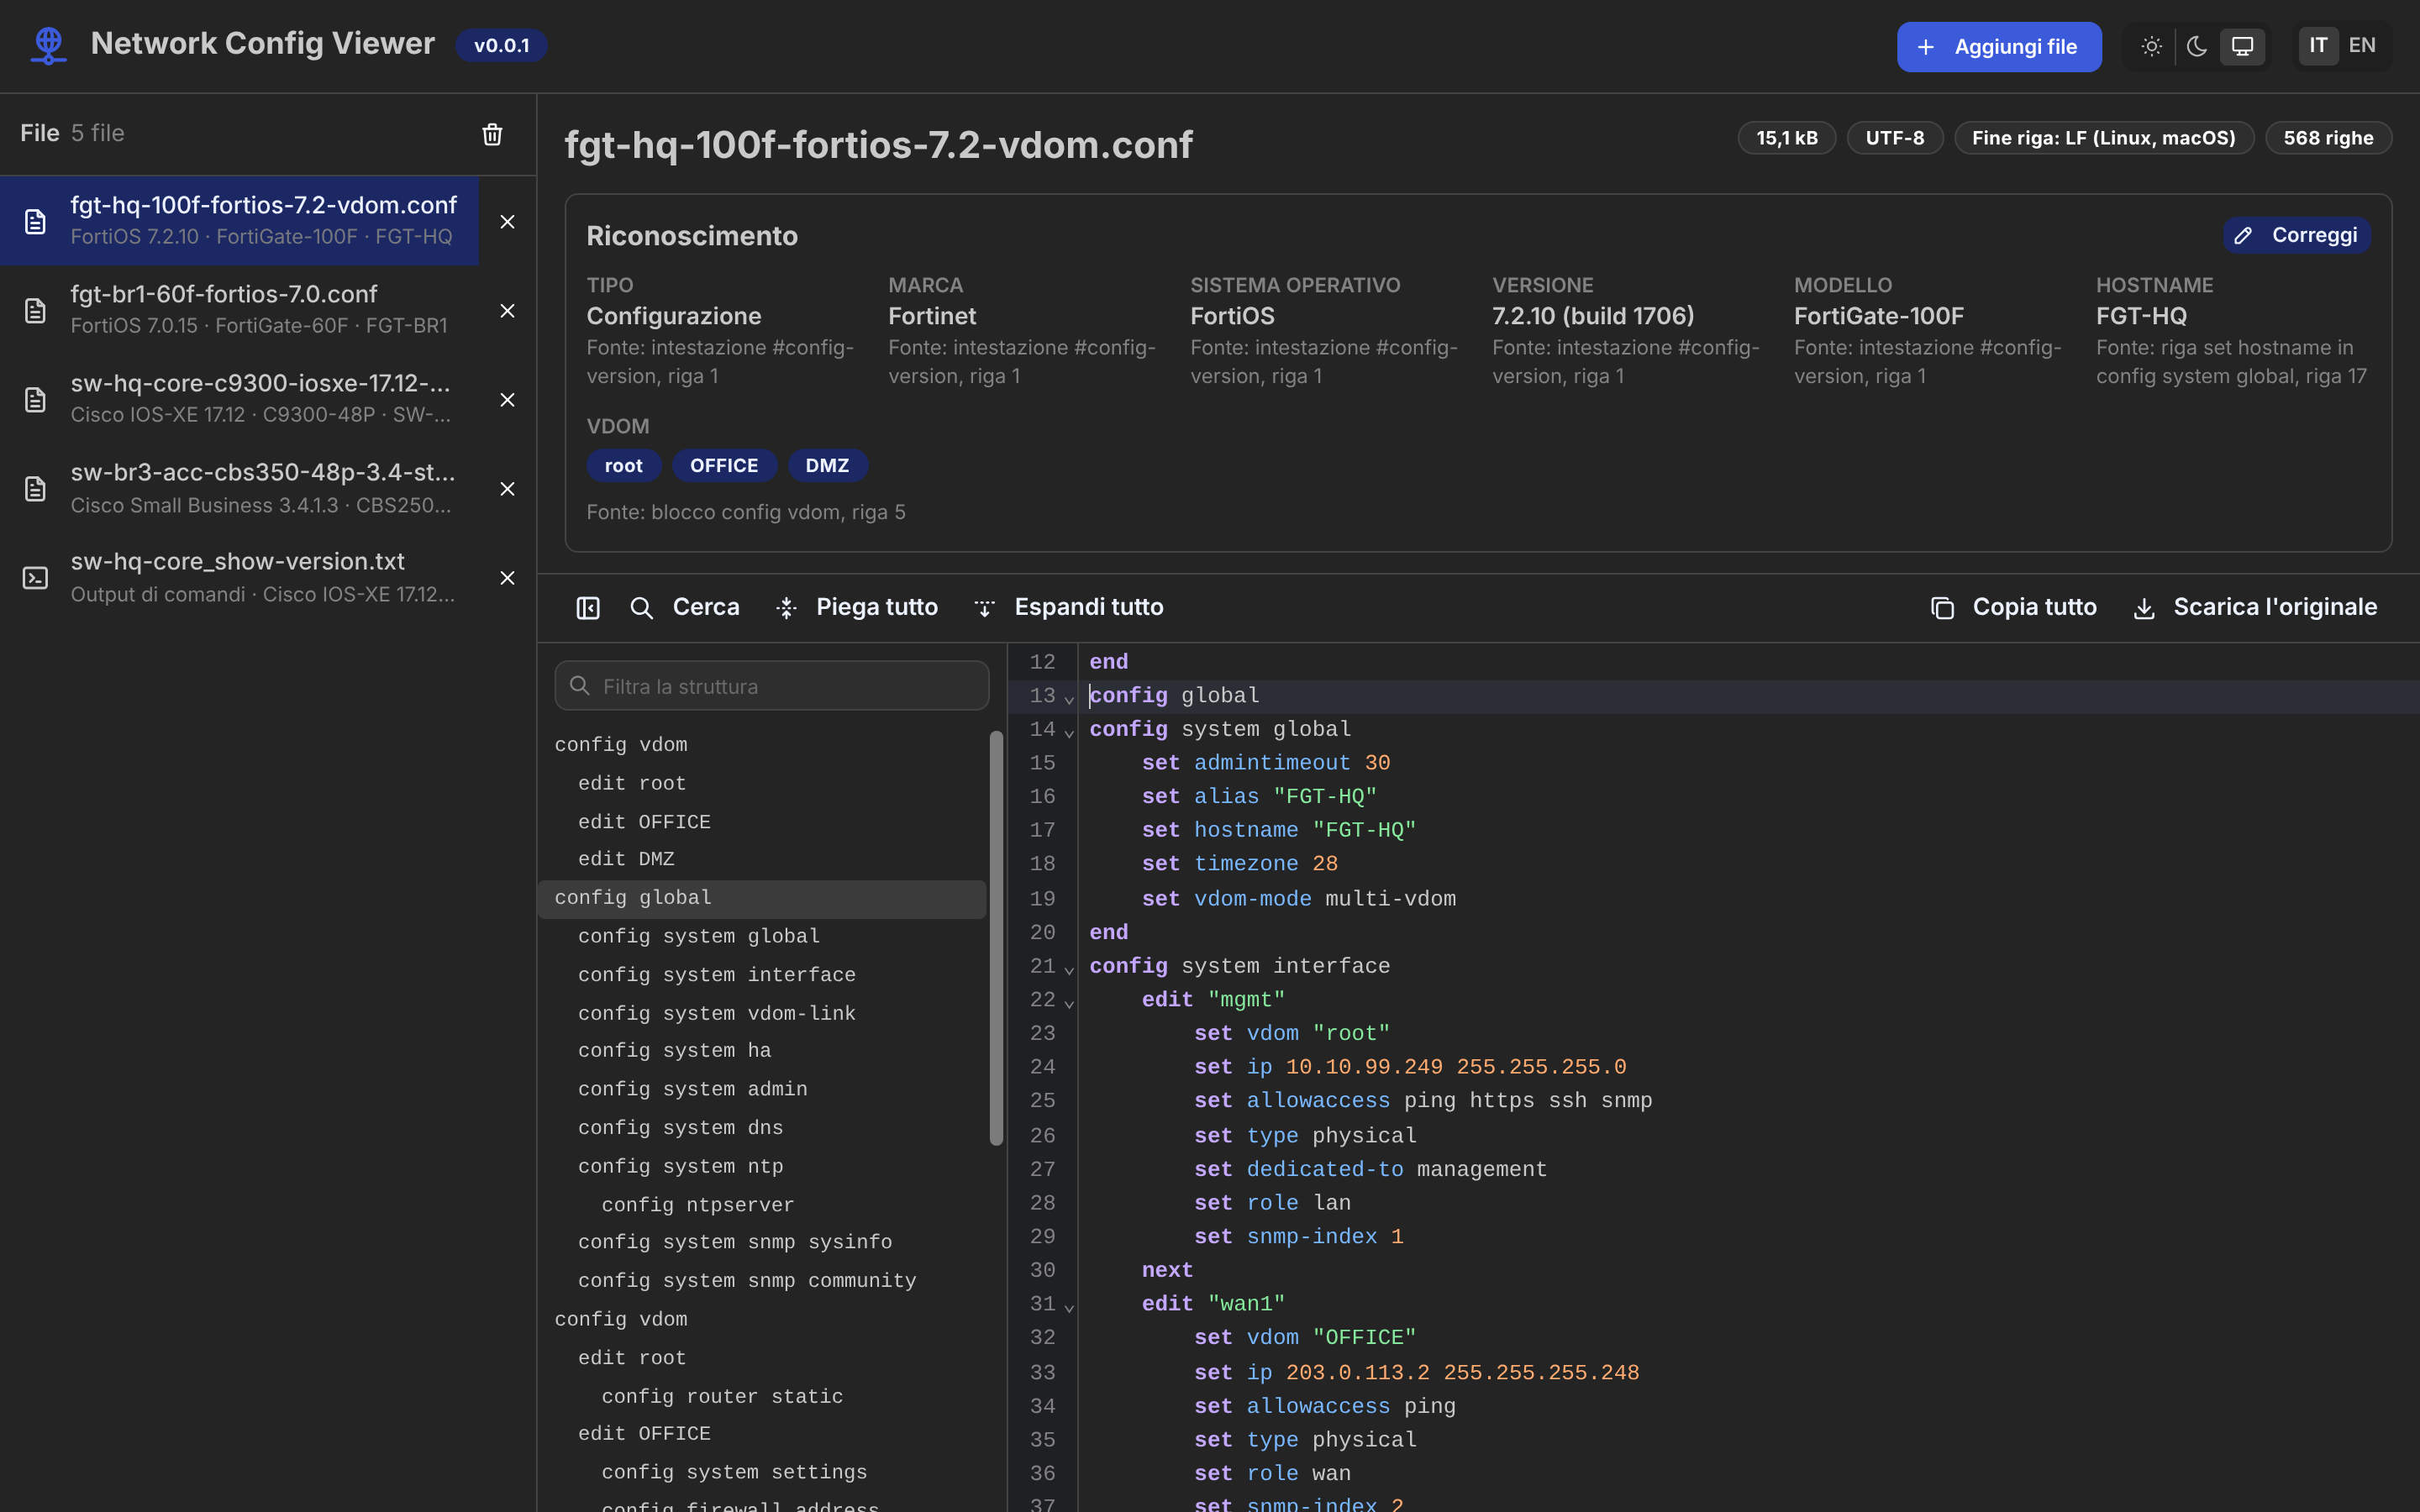 Network Config Viewer v0.0.1
Aggiungi file
IT EN
File 5 file
fgt-hq-100f-fortios-7.2-vdom.conf
FortiOS 7.2.10 · FortiGate-100F · FGT-HQ
fgt-br1-60f-fortios-7.0.conf
FortiOS 7.0.15 · FortiGate-60F · FGT-BR1
sw-hq-core-c9300-iosxe-17.12-...
Cisco IOS-XE 17.12 · C9300-48P · SW-...
sw-br3-acc-cbs350-48p-3.4-st...
Cisco Small Business 3.4.1.3 · CBS250...
sw-hq-core_show-version.txt
Output di comandi · Cisco IOS-XE 17.12...
fgt-hq-100f-fortios-7.2-vdom.conf
15,1 kB UTF-8 Fine riga: LF (Linux, macOS) 568 righe
Riconoscimento
Correggi
TIPO
Configurazione
Fonte: intestazione #config-
version, riga 1
MARCA
Fortinet
Fonte: intestazione #config-
version, riga 1
SISTEMA OPERATIVO
FortiOS
Fonte: intestazione #config-
version, riga 1
VERSIONE
7.2.10 (build 1706)
Fonte: intestazione #config-
version, riga 1
MODELLO
FortiGate-100F
Fonte: intestazione #config-
version, riga 1
HOSTNAME
FGT-HQ
Fonte: riga set hostname in
config system global, riga 17
VDOM
root OFFICE DMZ
Fonte: blocco config vdom, riga 5
Cerca Piega tutto Espandi tutto Copia tutto Scarica l'originale
Filtra la struttura
config vdom
edit root
edit OFFICE
edit DMZ
config global
config system global
config system interface
config system vdom-link
config system ha
config system admin
config system dns
config system ntp
config ntpserver
config system snmp sysinfo
config system snmp community
config vdom
edit root
config router static
edit OFFICE
config system settings
config firewall address
12 end
13 config global
14 config system global
15 set admintimeout 30
16 set alias "FGT-HQ"
17 set hostname "FGT-HQ"
18 set timezone 28
19 set vdom-mode multi-vdom
20 end
21 config system interface
22 edit "mgmt"
23 set vdom "root"
24 set ip 10.10.99.249 255.255.255.0
25 set allowaccess ping https ssh snmp
26 set type physical
27 set dedicated-to management
28 set role lan
29 set snmp-index 1
30 next
31 edit "wan1"
32 set vdom "OFFICE"
33 set ip 203.0.113.2 255.255.255.248
34 set allowaccess ping
35 set type physical
36 set role wan
37 set snmp-index 2